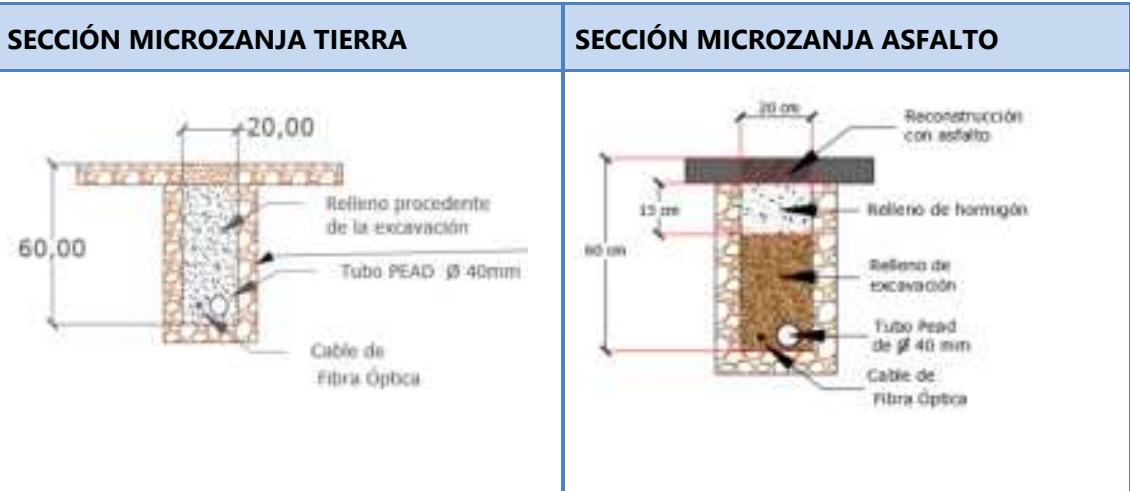 SECCIÓN MICROZANJA TIERRA
20,00
60,00
Relleno procedente
de la excavación
Tubo PEAD Ø 40mm
Cable de
Fibra Óptica
SECCIÓN MICROZANJA ASFALTO
20 cm
cm
cm
Reconstrucción
con asfalto
Relleno de hormigón
Relleno de
excavación
Tubo Pead
de Ø 40 mm
Cable de
Fibra Óptica